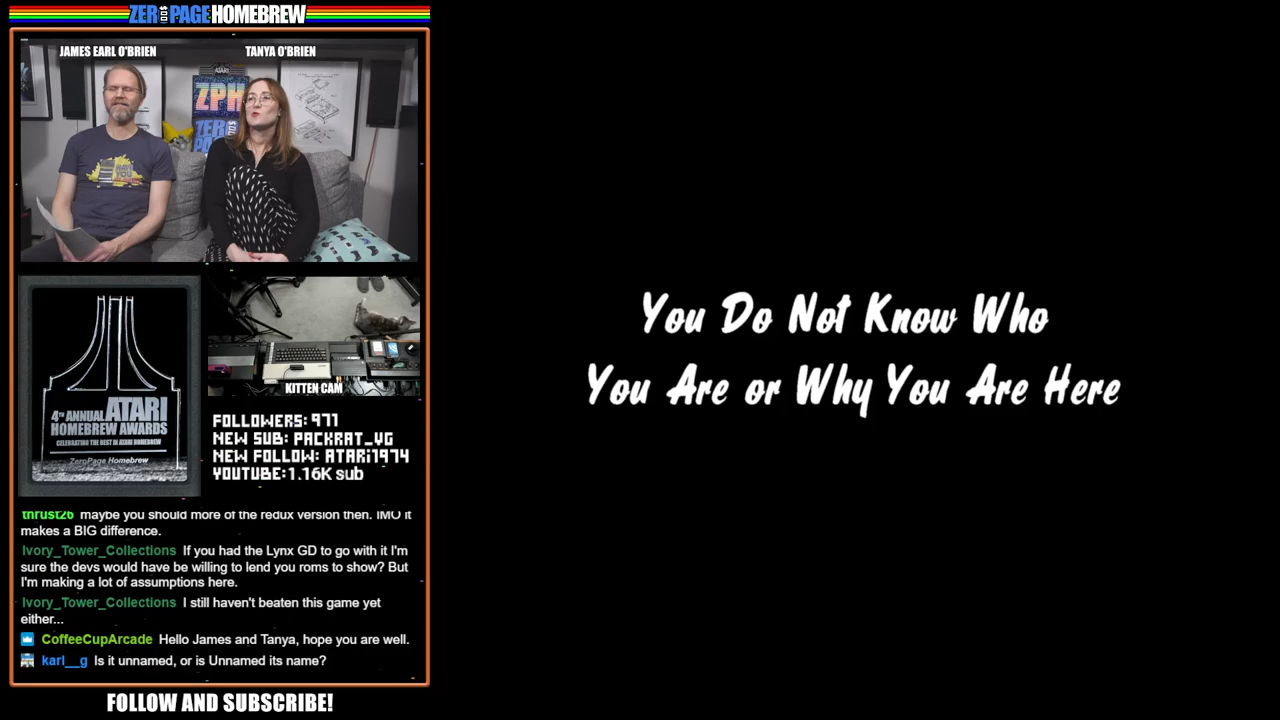 ZEROPAGE HOMEBREW
JAMES EARL O'BRIEN
TANYA O'BRIEN
ATARI
ZPH
4TH ANNUAL ATARI
HOMEBREW AWARDS
CELEBRATING THE BEST IN ATARI HOMEBREW
ZeroPage Homebrew
KITTEN CAM
FOLLOWERS: 971
NEW SUB: PACKRAT_VG
NEW FOLLOW: ATARI1974
YOUTUBE:1.16K sub
thrust26 maybe you should more of the redux version then. IMO it
makes a BIG difference.
Ivory_Tower_Collections If you had the Lynx GD to go with it I'm
sure the devs would have be willing to lend you roms to show? But
I'm making a lot of assumptions here.
Ivory_Tower_Collections I still haven't beaten this game yet
either...
CoffeeCupArcade Hello James and Tanya, hope you are well.
karl__g Is it unnamed, or is Unnamed its name?
FOLLOW AND SUBSCRIBE!
You Do Not Know Who
You Are or Why You Are Here